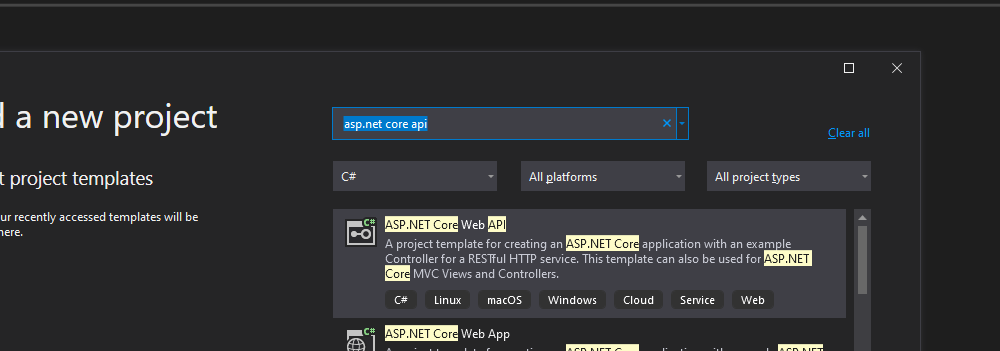 a new project
asp.net core api
Clear all
project templates
recently accessed templates will be
here.
C#
All platforms
All project types
ASP.NET Core Web API
A project template for creating an ASP.NET Core application with an example
Controller for a RESTful HTTP service. This template can also be used for ASP.NET
Core MVC Views and Controllers.
C# Linux macOS Windows Cloud Service Web
ASP.NET Core Web App